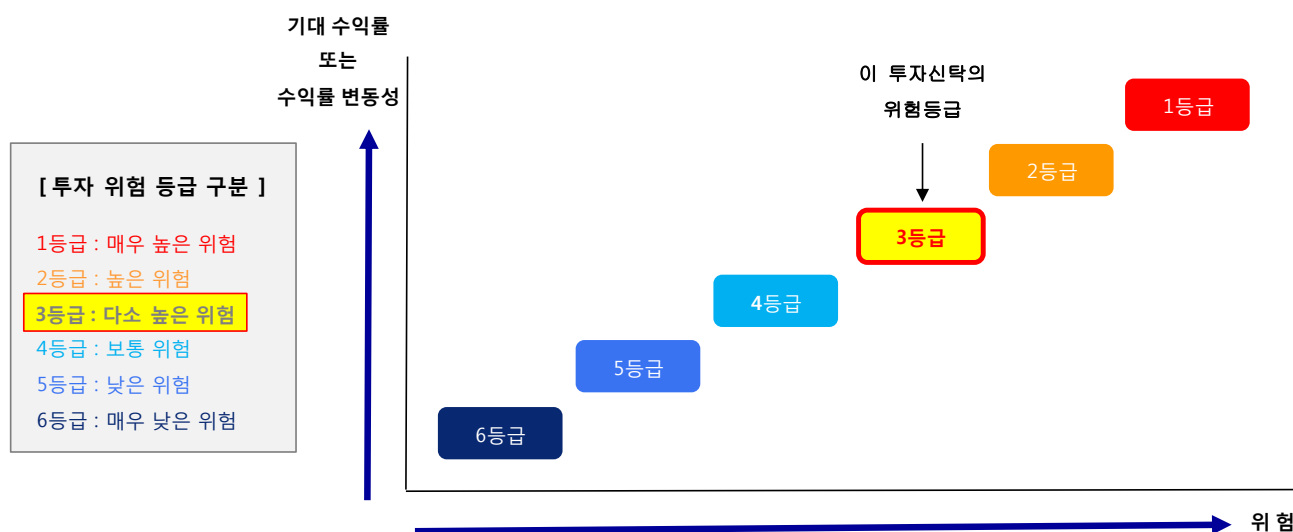 기대 수익률
또는
수익률 변동성
이 투자신탁의
위험등급
1등급
2등급
3등급
4등급
5등급
6등급
[ 투자 위험 등급 구분 ]
1등급 : 매우 높은 위험
2등급 : 높은 위험
3등급 : 다소 높은 위험
4등급 : 보통 위험
5등급 : 낮은 위험
6등급 : 매우 낮은 위험
위 험